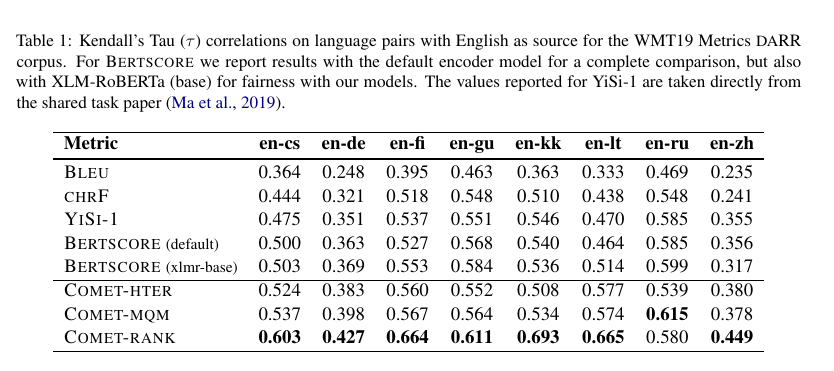 Table 1: Kendall's Tau (τ) correlations on language pairs with English as source for the WMT19 Metrics DARR
corpus. For BERTSCORE we report results with the default encoder model for a complete comparison, but also
with XLM-RoBERTa (base) for fairness with our models. The values reported for YiSi-1 are taken directly from
the shared task paper (Ma et al., 2019).
Metric en-cs en-de en-fi en-gu en-kk en-lt en-ru en-zh
BLEU 0.364 0.248 0.395 0.463 0.363 0.333 0.469 0.235
CHRF 0.444 0.321 0.518 0.548 0.510 0.438 0.548 0.241
YISI-1 0.475 0.351 0.537 0.551 0.546 0.470 0.585 0.355
BERTSCORE (default) 0.500 0.363 0.527 0.568 0.540 0.464 0.585 0.356
BERTSCORE (xlmr-base) 0.503 0.369 0.553 0.584 0.536 0.514 0.599 0.317
COMET-HTER 0.524 0.383 0.560 0.552 0.508 0.577 0.539 0.380
COMET-MQM 0.537 0.398 0.567 0.564 0.534 0.574 0.615 0.378
COMET-RANK 0.603 0.427 0.664 0.611 0.693 0.665 0.580 0.449